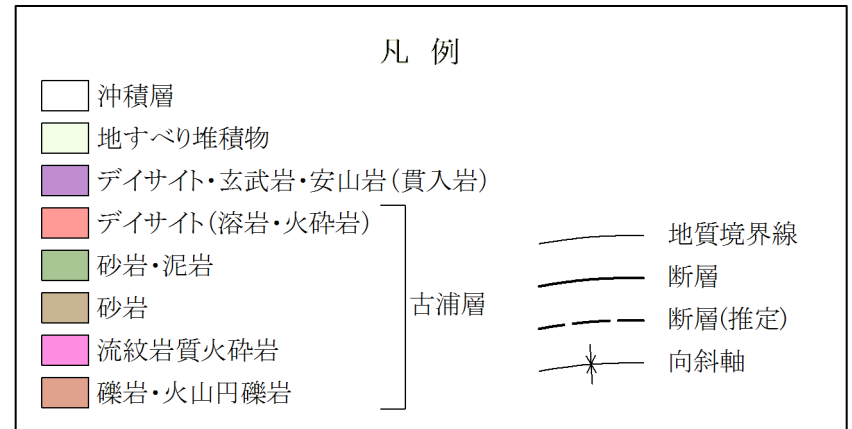 凡 例
沖積層
地すべり堆積物
デイサイト・玄武岩・安山岩(貫入岩)
デイサイト(溶岩・火砕岩)
砂岩・泥岩
砂岩
流紋岩質火砕岩
礫岩・火山円礫岩
古浦層
地質境界線
断層
断層(推定)
向斜軸